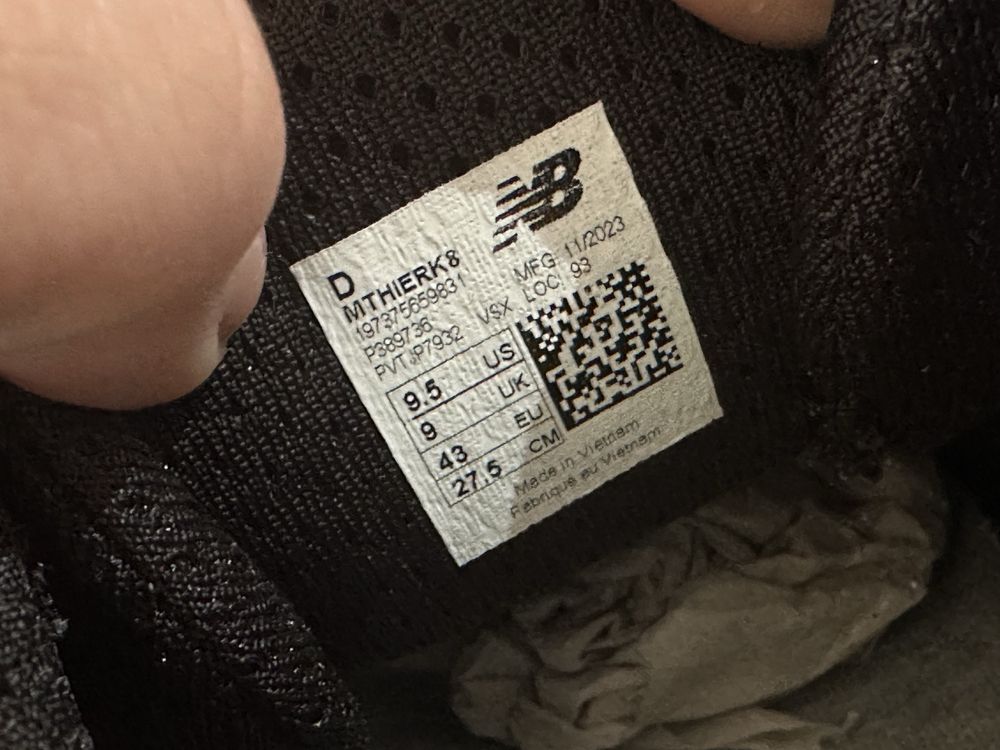 NB
D
MTHIERK8
197375659831
P389736
PVT:P7932 VSX
MFG 11/2023
LOC: 93
9.5 US
9 UK
43 EU
27.5 CM
Made in Vietnam
Fabriqué au Vietnam